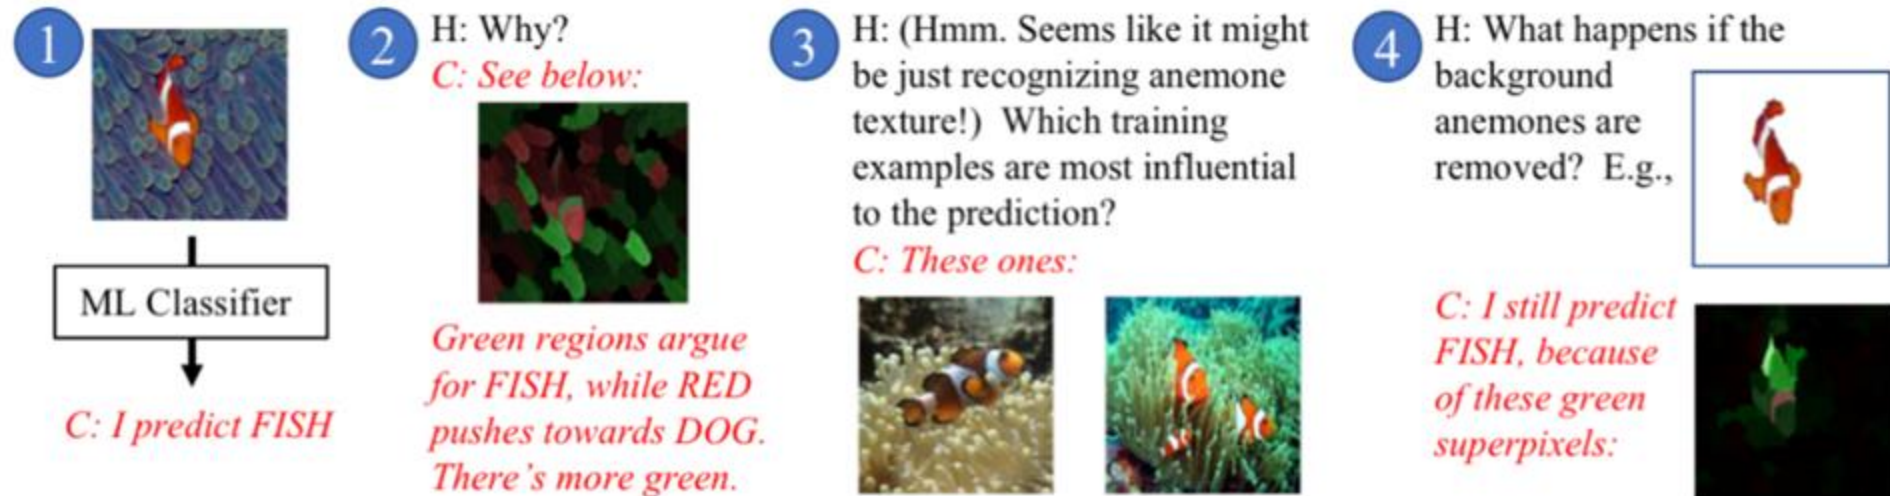 1
ML Classifier
C: I predict FISH
2
H: Why?
C: See below:
Green regions argue
for FISH, while RED
pushes towards DOG.
There's more green.
3
H: (Hmm. Seems like it might
be just recognizing anemone
texture!) Which training
examples are most influential
to the prediction?
C: These ones:
4
H: What happens if the
background
anemones are
removed? E.g.,
C: I still predict
FISH, because
of these green
superpixels: